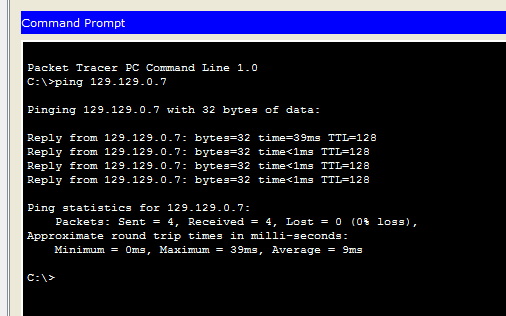 Command Prompt
Packet Tracer PC Command Line 1.0
C:\>ping 129.129.0.7
Pinging 129.129.0.7 with 32 bytes of data:
Reply from 129.129.0.7: bytes=32 time=39ms TTL=128
Reply from 129.129.0.7: bytes=32 time<1ms TTL=128
Reply from 129.129.0.7: bytes=32 time<1ms TTL=128
Reply from 129.129.0.7: bytes=32 time<1ms TTL=128
Ping statistics for 129.129.0.7:
    Packets: Sent = 4, Received = 4, Lost = 0 (0% loss),
Approximate round trip times in milli-seconds:
    Minimum = 0ms, Maximum = 39ms, Average = 9ms
C:\>